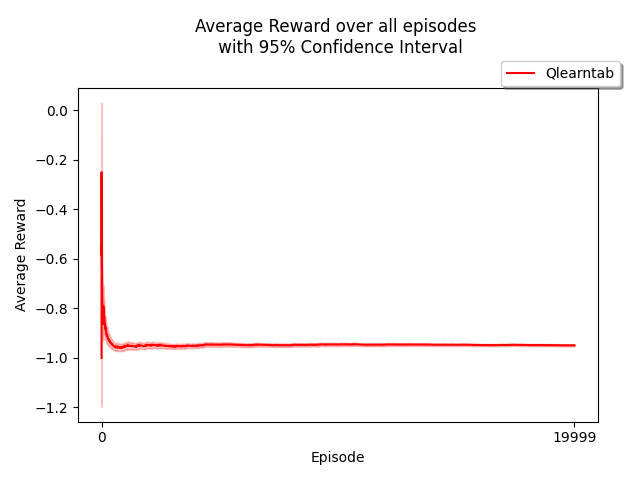 Average Reward over all episodes
with 95% Confidence Interval
Qlearntab
0.0
−0.2
−0.4
−0.6
−0.8
−1.0
−1.2
Average Reward
0
19999
Episode